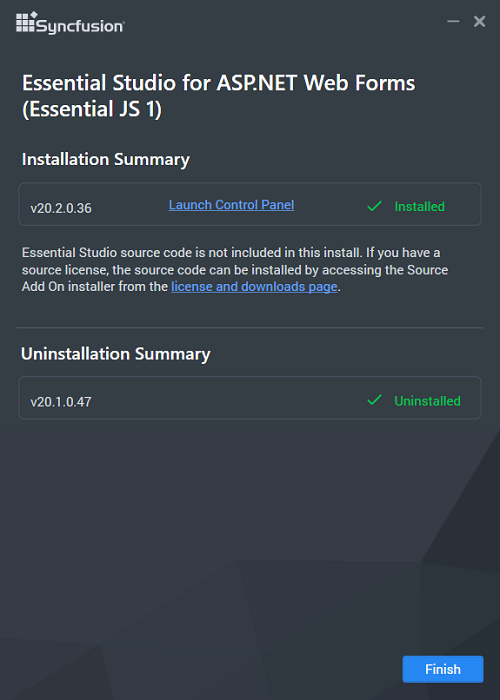 Syncfusion
Essential Studio for ASP.NET Web Forms
(Essential JS 1)
Installation Summary
v20.2.0.36 Launch Control Panel Installed
Essential Studio source code is not included in this install. If you have a
source license, the source code can be installed by accessing the Source
Add On installer from the license and downloads page.
Uninstallation Summary
v20.1.0.47 Uninstalled
Finish